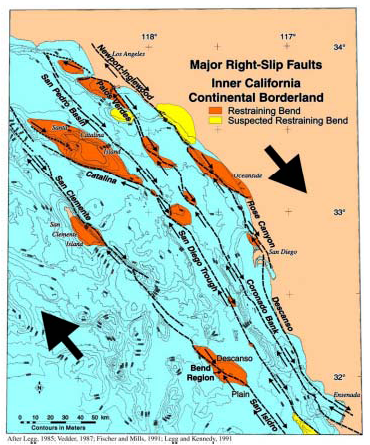 118°
117°
34°
Los Angeles
Newport-Inglewood
Major Right-Slip Faults
Inner California
Continental Borderland
Restraining Bend
Suspected Restraining Bend
San Pedro Basin
Palos Verdes
Santa Catalina Island
Catalina
Oceanside
San Clemente
San Clemente Island
Rose Canyon
33°
San Diego
San Diego Trough
Coronado Bank
Descanso
Descanso
Bend Region
Plain
32°
Ensenada
San Isidro
N
0 10 20 30 40 50 km
Contours in Meters
After Legg, 1985; Vedder, 1987; Fischer and Mills, 1991; Legg and Kennedy, 1991